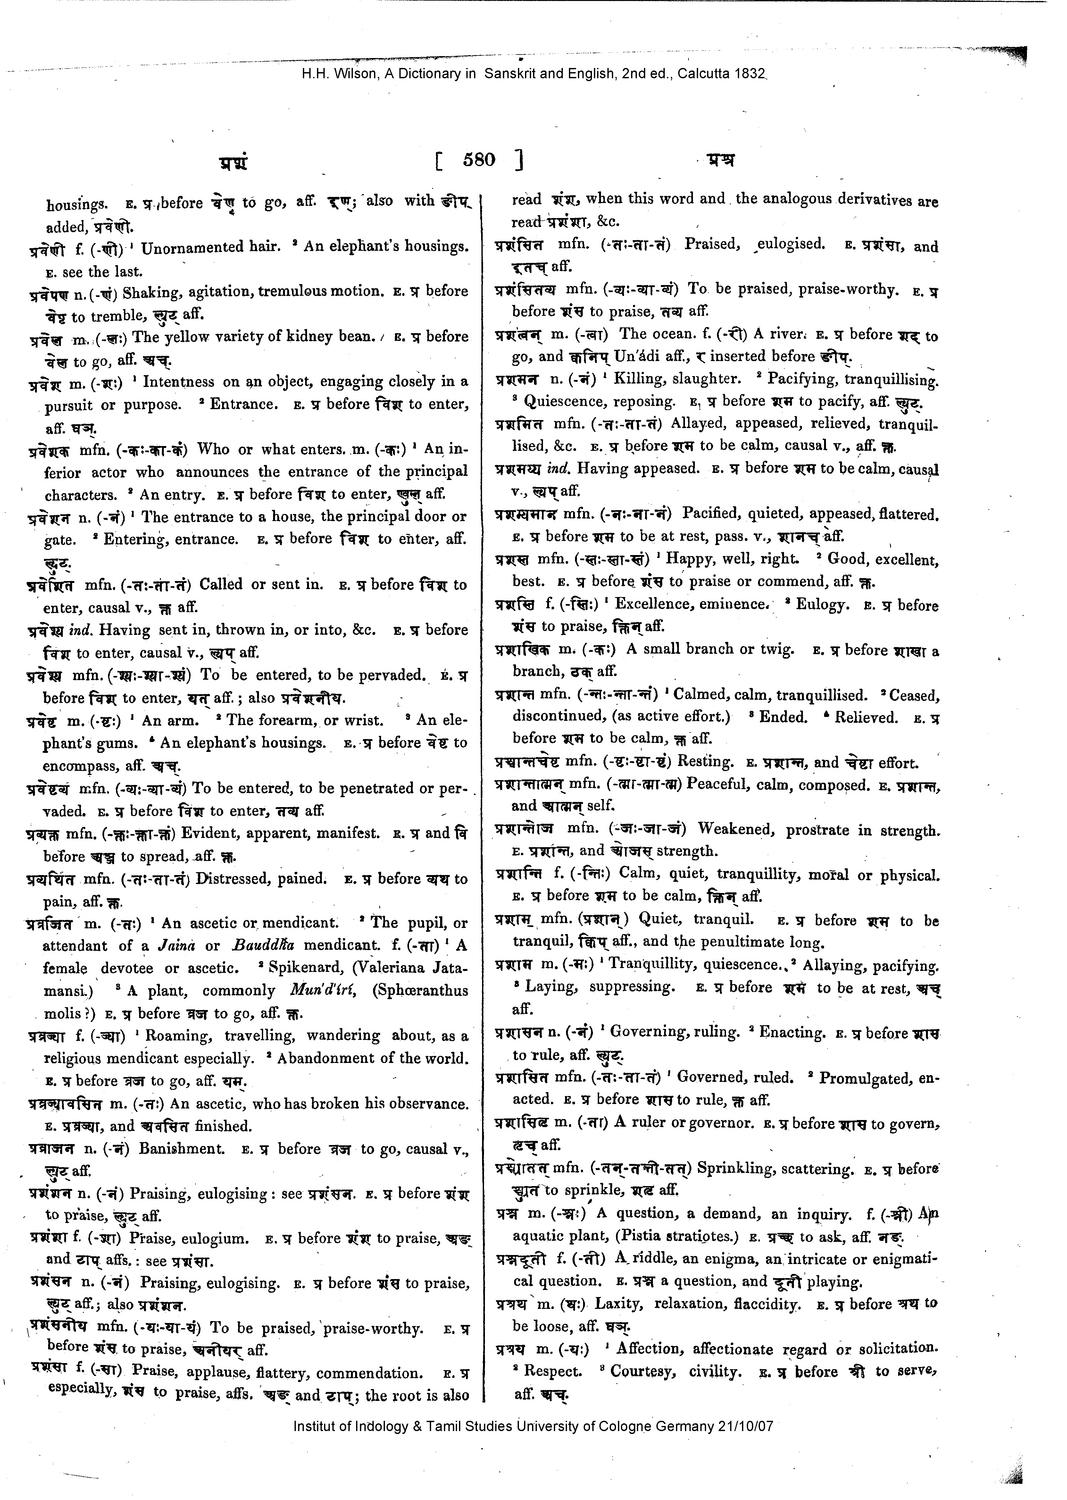 H.H. Wilson, A Dictionary in Sanskrit and English, 2nd ed., Calcutta 1832
प्रशं [ 580 ] प्रश्र
housings. E. प्र before वेण् to go, aff. इण्; also with ङीप्
added, प्रवेणी.
प्रवेणी f. (-णी) ¹ Unornamented hair. ² An elephant's housings.
E. see the last.
प्रवेपण n. (-णं) Shaking, agitation, tremulous motion. E. प्र before
वेपृ to tremble, ल्युट् aff.
प्रवेल m. (-लः) The yellow variety of kidney bean. E. प्र before
वेल to go, aff. अच्.
प्रवेश m. (-शः) ¹ Intentness on an object, engaging closely in a
pursuit or purpose. ² Entrance. E. प्र before विश to enter,
aff. घञ्.
प्रवेशक mfn. (-कः-का-कं) Who or what enters. m. (-कः) ¹ An in-
ferior actor who announces the entrance of the principal
characters. ² An entry. E. प्र before विश to enter, ण्वुल् aff.
प्रवेशन n. (-नं) ¹ The entrance to a house, the principal door or
gate. ² Entering, entrance. E. प्र before विश to enter, aff.
ल्युट्.
प्रवेशित mfn. (-तः-ता-तं) Called or sent in. E. प्र before विश to
enter, causal v., क्त aff.
प्रवेश्य ind. Having sent in, thrown in, or into, &c. E. प्र before
विश to enter, causal v., ल्यप् aff.
प्रवेश्य mfn. (-श्यः-श्या-श्यं) To be entered, to be pervaded. E. प्र
before विश to enter, यत् aff.; also प्रवेशनीय.
प्रवेष्ट m. (-ष्टः) ¹ An arm. ² The forearm, or wrist. ³ An ele-
phant's gums. ⁴ An elephant's housings. E. प्र before वेष्ट to
encompass, aff. अच्.
प्रवेष्टव्य mfn. (-व्यः-व्या-व्यं) To be entered, to be penetrated or per-
vaded. E. प्र before विश to enter, तव्य aff.
प्रव्यक्त mfn. (-क्तः-क्ता-क्तं) Evident, apparent, manifest. E. प्र and वि
before अञ्ज to spread, aff. क्त.
प्रव्यथित mfn. (-तः-ता-तं) Distressed, pained. E. प्र before व्यथ to
pain, aff. क्त.
प्रव्रजित m. (-तः) ¹ An ascetic or mendicant. ² The pupil, or
attendant of a Jaina or Bauddha mendicant. f. (-ता) ¹ A
female devotee or ascetic. ² Spikenard, (Valeriana Jata-
mansi.) ³ A plant, commonly Mun'd'írí, (Sphœranthus
molis?) E. प्र before व्रज to go, aff. क्त.
प्रव्रज्या f. (-ज्या) ¹ Roaming, travelling, wandering about, as a
religious mendicant especially. ² Abandonment of the world.
E. प्र before व्रज to go, aff. यम्.
प्रव्रज्यावसित m. (-तः) An ascetic, who has broken his observance.
E. प्रव्रज्या, and अवसित finished.
प्रव्राजन n. (-नं) Banishment. E. प्र before व्रज to go, causal v.,
ल्युट् aff.
प्रशंशन n. (-नं) Praising, eulogising: see प्रशंसन. E. प्र before शंश
to praise, ल्युट् aff.
प्रशंशा f. (-शा) Praise, eulogium. E. प्र before शंश to praise, अङ्
and टाप् affs.: see प्रशंसा.
प्रशंसन n. (-नं) Praising, eulogising. E. प्र before शंस to praise,
ल्युट् aff.; also प्रशंशन.
प्रशंसनीय mfn. (-यः-या-यं) To be praised, praise-worthy. E. प्र
before शंस to praise, अनीयर् aff.
प्रशंसा f. (-सा) Praise, applause, flattery, commendation. E. प्र
especially, शंस to praise, affs. अङ् and टाप्; the root is also
read शंश, when this word and the analogous derivatives are
read प्रशंशा, &c.
प्रशंसित mfn. (-तः-ता-तं) Praised, eulogised. E. प्रशंसा, and
इतच् aff.
प्रशंसितव्य mfn. (-व्यः-व्या-व्यं) To be praised, praise-worthy. E. प्र
before शंस to praise, तव्य aff.
प्रशत्वन् m. (-त्वा) The ocean. f. (-री) A river. E. प्र before शद to
go, and क्वनिप् Un'ádi aff., र inserted before ङीप्.
प्रशमन n. (-नं) ¹ Killing, slaughter. ² Pacifying, tranquillising.
³ Quiescence, reposing. E. प्र before शम to pacify, aff. ल्युट्.
प्रशमित mfn. (-तः-ता-तं) Allayed, appeased, relieved, tranquil-
lised, &c. E. प्र before शम to be calm, causal v., aff. क्त.
प्रशमय्य ind. Having appeased. E. प्र before शम to be calm, causal
v., ल्यप् aff.
प्रशम्यमान mfn. (-नः-ना-नं) Pacified, quieted, appeased, flattered.
E. प्र before शम to be at rest, pass. v., शानच् aff.
प्रशस्त mfn. (-स्तः-स्ता-स्तं) ¹ Happy, well, right. ² Good, excellent,
best. E. प्र before शंस to praise or commend, aff. क्त.
प्रशस्ति f. (-स्तिः) ¹ Excellence, eminence. ² Eulogy. E. प्र before
शंस to praise, क्तिन् aff.
प्रशाखिक m. (-कः) A small branch or twig. E. प्र before शाखा a
branch, ठक् aff.
प्रशान्त mfn. (-न्तः-न्ता-न्तं) ¹ Calmed, calm, tranquillised. ² Ceased,
discontinued, (as active effort.) ³ Ended. ⁴ Relieved. E. प्र
before शम to be calm, क्त aff.
प्रशान्तचेष्ट mfn. (-ष्टः-ष्टा-ष्टं) Resting. E. प्रशान्त, and चेष्टा effort.
प्रशान्तात्मन् mfn. (-त्मा-त्मा-त्म) Peaceful, calm, composed. E. प्रशान्त,
and आत्मन् self.
प्रशान्तोज mfn. (-जः-जा-जं) Weakened, prostrate in strength.
E. प्रशान्त, and ओजस् strength.
प्रशान्ति f. (-न्तिः) Calm, quiet, tranquillity, moral or physical.
E. प्र before शम to be calm, क्तिन् aff.
प्रशाम् mfn. (प्रशान्) Quiet, tranquil. E. प्र before शम to be
tranquil, क्विप् aff., and the penultimate long.
प्रशाम m. (-मः) ¹ Tranquillity, quiescence. ² Allaying, pacifying.
³ Laying, suppressing. E. प्र before शम to be at rest, अच्
aff.
प्रशासन n. (-नं) ¹ Governing, ruling. ² Enacting. E. प्र before शास
to rule, aff. ल्युट्.
प्रशासित mfn. (-तः-ता-तं) ¹ Governed, ruled. ² Promulgated, en-
acted. E. प्र before शास to rule, क्त aff.
प्रशासितृ m. (-ता) A ruler or governor. E. प्र before शास to govern,
तृच् aff.
प्रश्चोतत् mfn. (-तन्-तन्ती-तत्) Sprinkling, scattering. E. प्र before
श्चुत to sprinkle, शतृ aff.
प्रश्न m. (-श्नः) A question, a demand, an inquiry. f. (-श्नी) An
aquatic plant, (Pistia stratiotes.) E. प्रच्छ to ask, aff. नङ्.
प्रश्नदूती f. (-ती) A riddle, an enigma, an intricate or enigmati-
cal question. E. प्रश्न a question, and दूती playing.
प्रश्रथ m. (थः) Laxity, relaxation, flaccidity. E. प्र before श्रथ to
be loose, aff. घञ्.
प्रश्रय m. (-यः) ¹ Affection, affectionate regard or solicitation.
² Respect. ³ Courtesy, civility. E. प्र before श्री to serve,
aff. अच्.
Institut of Indology & Tamil Studies University of Cologne Germany 21/10/07